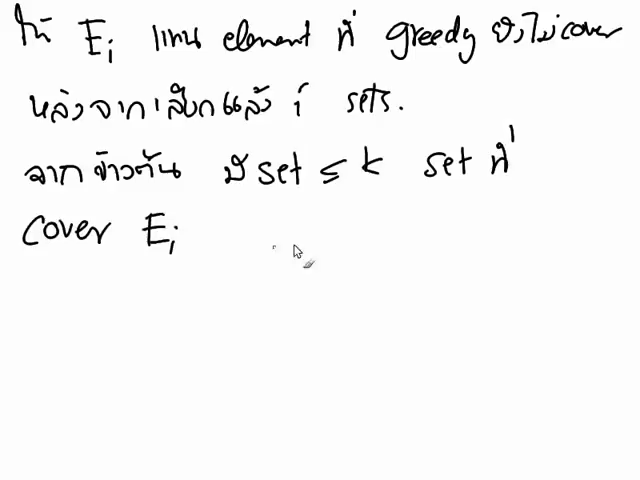 ให้ Ei แทน element ที่ greedy ยังไม่ cover
หลังจากเลือกแล้ว i sets.
จากข้างต้น มี set ≤ k set ที่
cover Ei